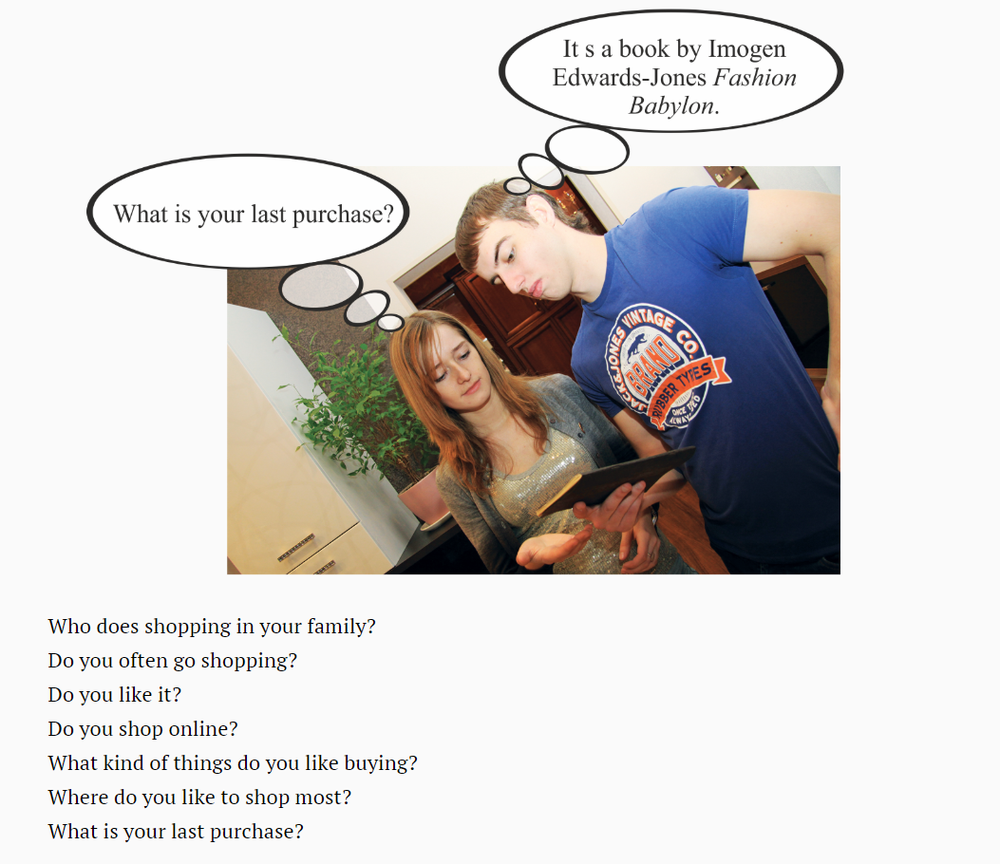 It s a book by Imogen
Edwards-Jones Fashion
Babylon.
What is your last purchase?
JACK&JONES VINTAGE CO.
BRAND
RUBBER TYRES
ONCE TRIED
ALWAYS
Who does shopping in your family?
Do you often go shopping?
Do you like it?
Do you shop online?
What kind of things do you like buying?
Where do you like to shop most?
What is your last purchase?